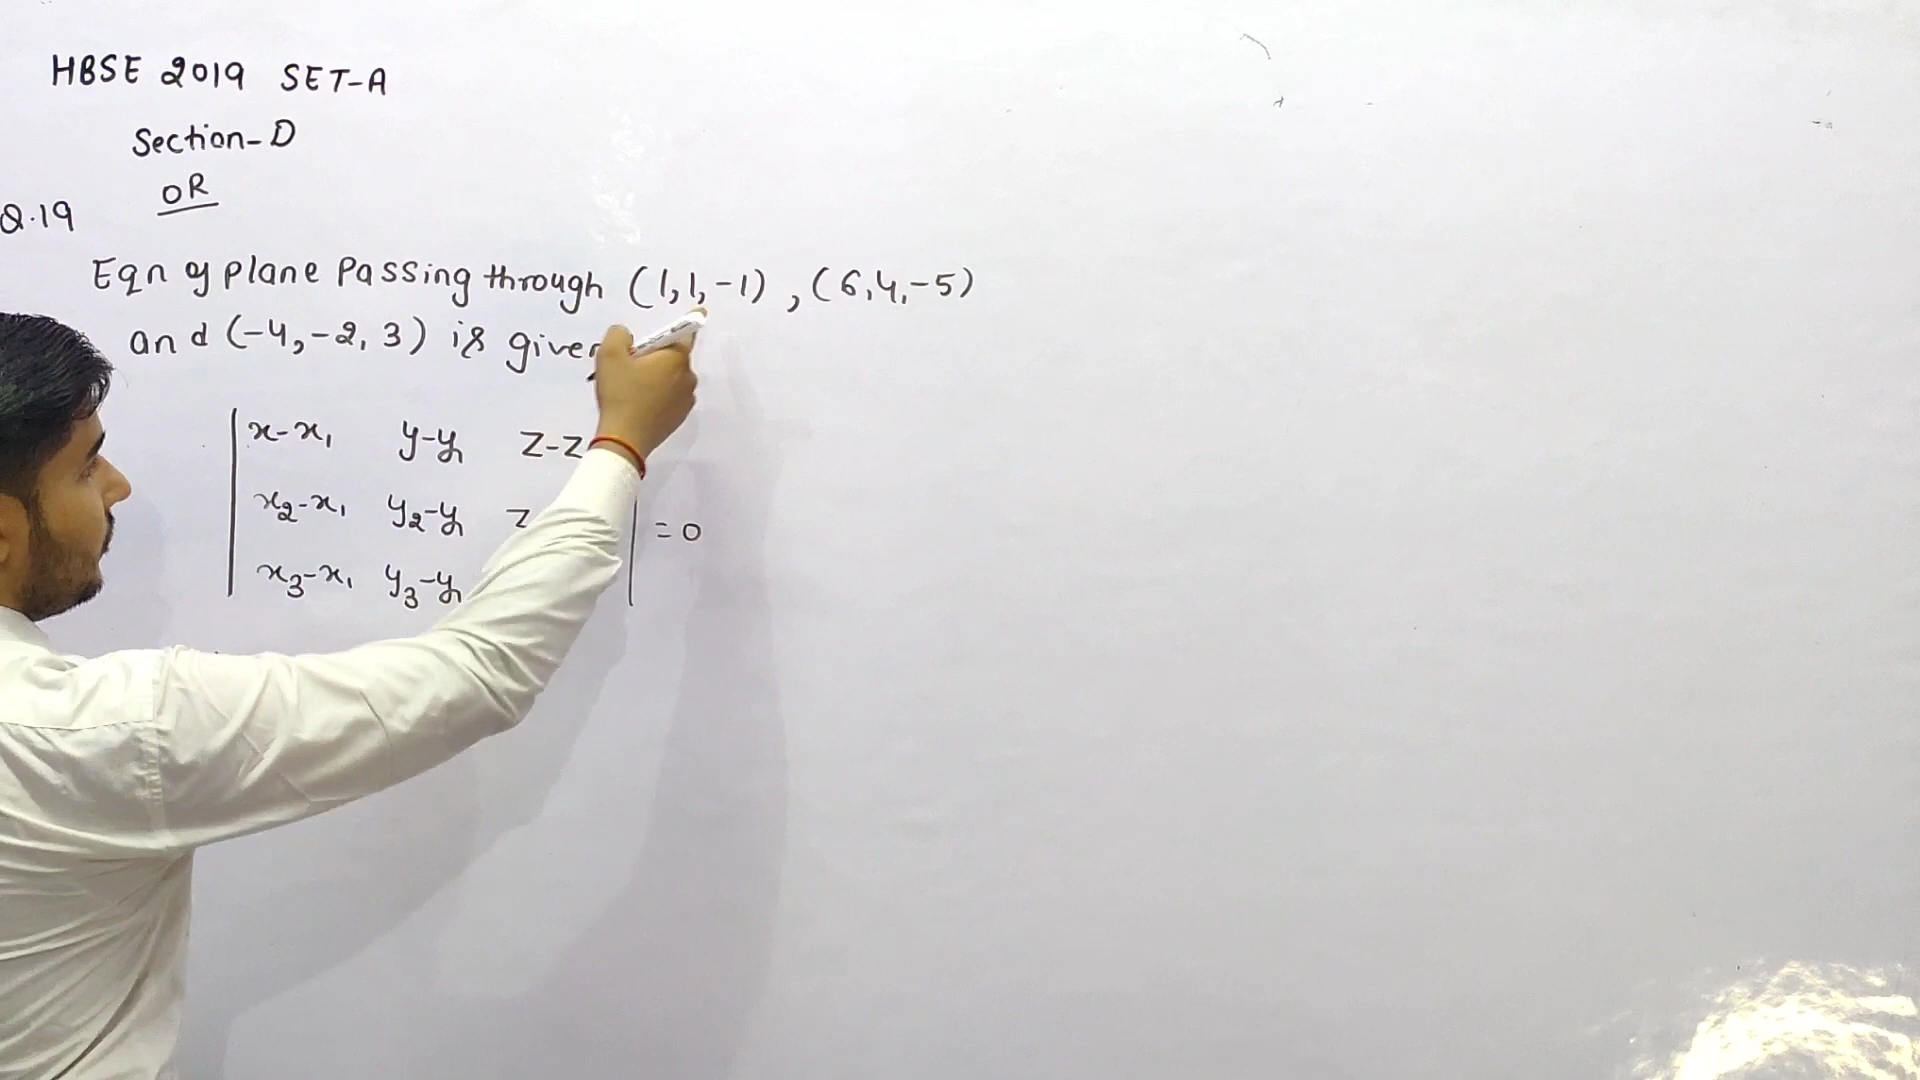 HBSE 2019 SET-A
Section-D
OR
Q.19
Eqn of plane Passing through (1,1,-1) , (6,4,-5)
and (-4,-2,3) is given
x-x₁ y-y₁ z-z
x₂-x₁ y₂-y₁ z = 0
x₃-x₁ y₃-y₁